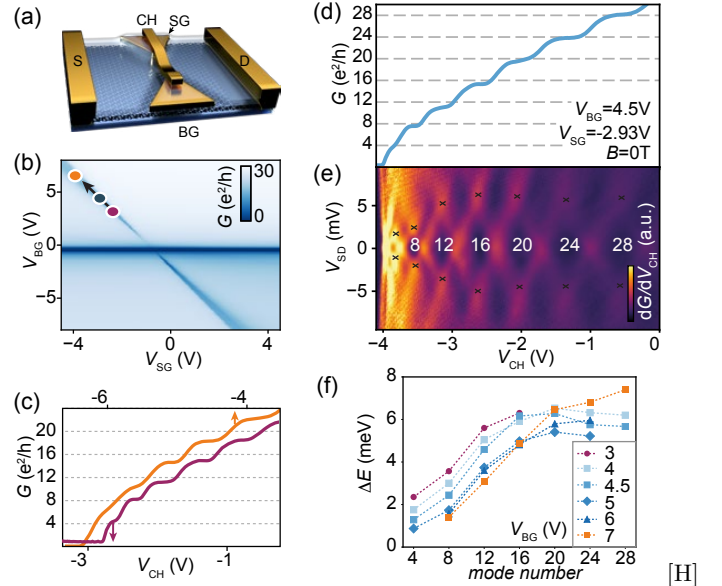 (a)
CH
SG
S
D
BG
(b)
G (e²/h)
30
0
5
0
−5
V_BG (V)
−4
0
4
V_SG (V)
(c)
−6
−4
20
16
12
8
4
G (e²/h)
−3
−1
V_CH (V)
(d)
28
24
20
16
12
8
4
G (e²/h)
V_BG=4.5V
V_SG=-2.93V
B=0T
(e)
5
0
−5
V_SD (mV)
8 12 16 20 24 28
dG/dV_CH (a.u.)
−4 −3 −2 −1 0
V_CH (V)
(f)
8
6
4
2
0
ΔE (meV)
3
4
4.5
5
6
7
V_BG (V)
4 8 12 16 20 24 28
mode number
[H]